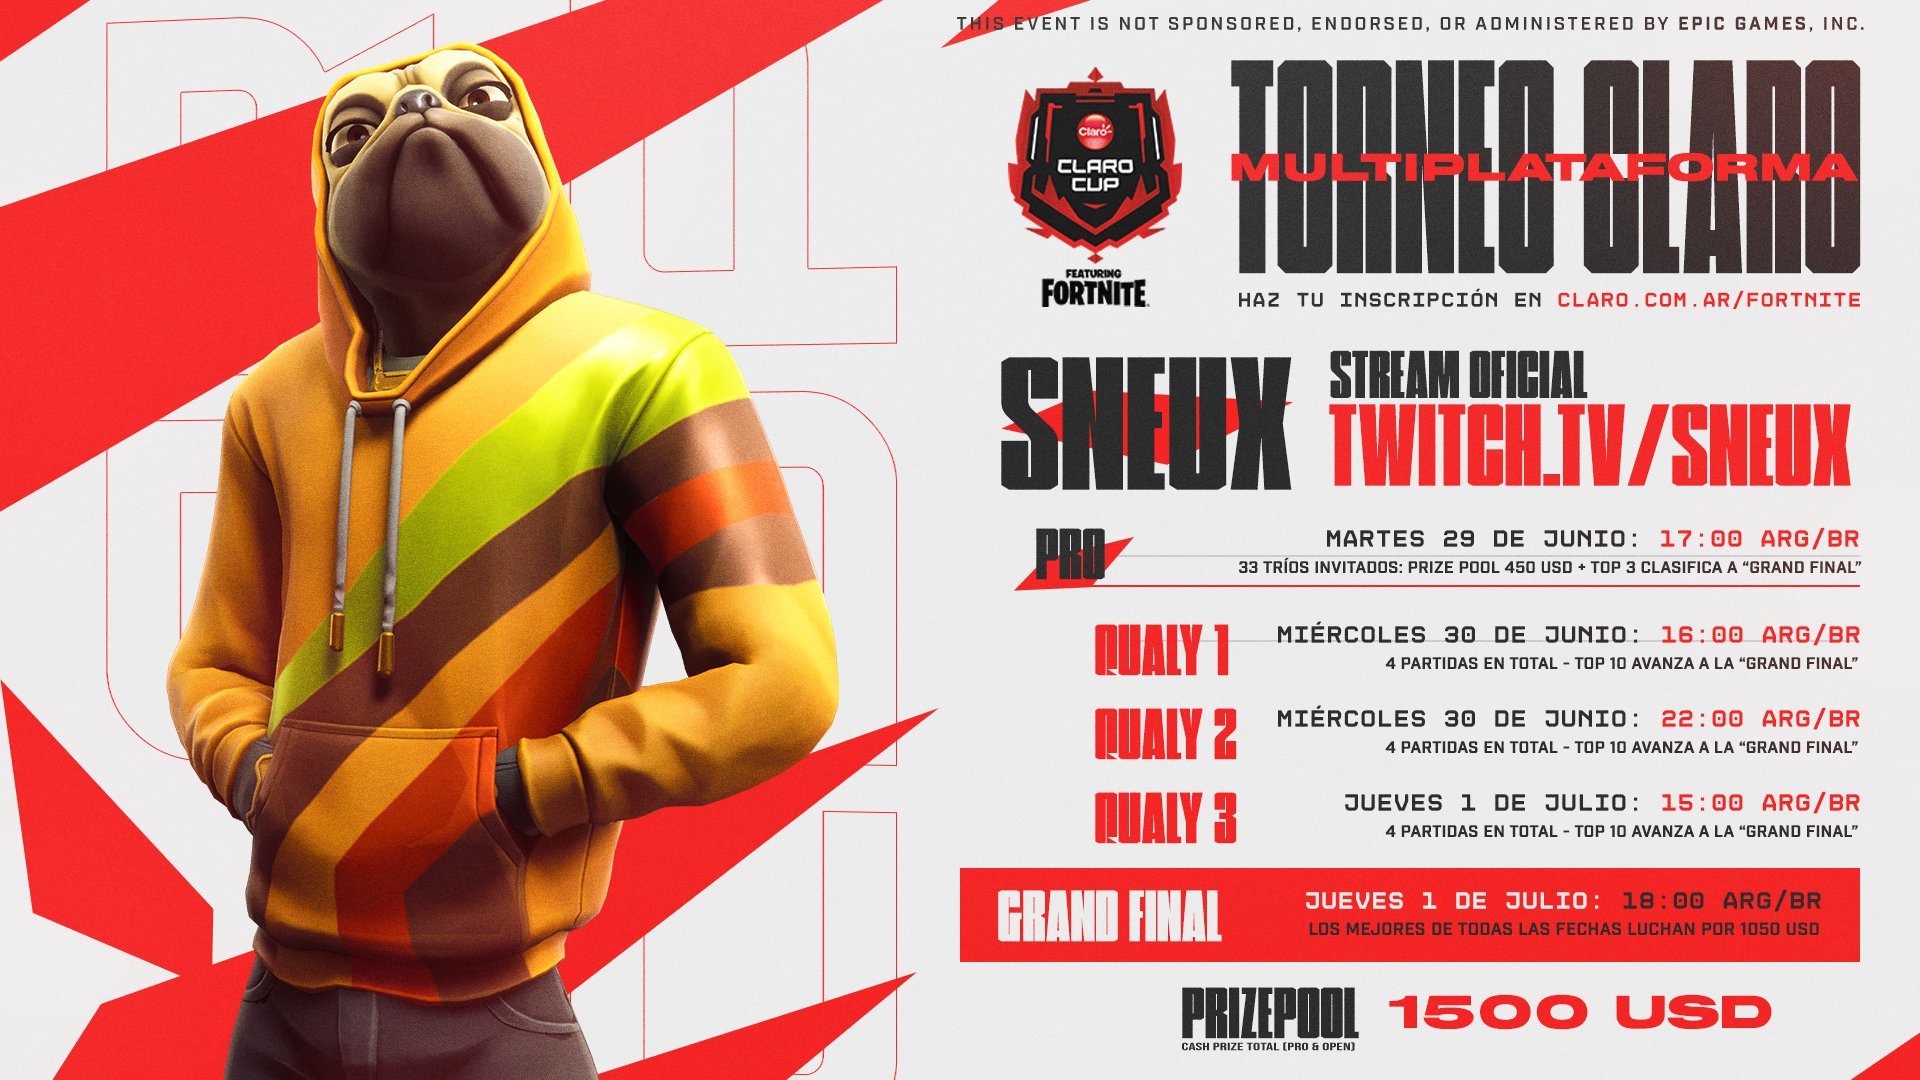 THIS EVENT IS NOT SPONSORED, ENDORSED, OR ADMINISTERED BY EPIC GAMES, INC.
Claro
CLARO
CUP
FEATURING
FORTNITE
TORNEO CLARO
MULTIPLATAFORMA
HAZ TU INSCRIPCIÓN EN CLARO.COM.AR/FORTNITE
SNEUX
STREAM OFICIAL
TWITCH.TV/SNEUX
PRO
MARTES 29 DE JUNIO: 17:00 ARG/BR
33 TRÍOS INVITADOS: PRIZE POOL 450 USD + TOP 3 CLASIFICA A “GRAND FINAL”
QUALY 1
MIÉRCOLES 30 DE JUNIO: 16:00 ARG/BR
4 PARTIDAS EN TOTAL - TOP 10 AVANZA A LA “GRAND FINAL”
QUALY 2
MIÉRCOLES 30 DE JUNIO: 22:00 ARG/BR
4 PARTIDAS EN TOTAL - TOP 10 AVANZA A LA “GRAND FINAL”
QUALY 3
JUEVES 1 DE JULIO: 15:00 ARG/BR
4 PARTIDAS EN TOTAL - TOP 10 AVANZA A LA “GRAND FINAL”
GRAND FINAL
JUEVES 1 DE JULIO: 18:00 ARG/BR
LOS MEJORES DE TODAS LAS FECHAS LUCHAN POR 1050 USD
PRIZEPOOL
CASH PRIZE TOTAL (PRO & OPEN)
1500 USD